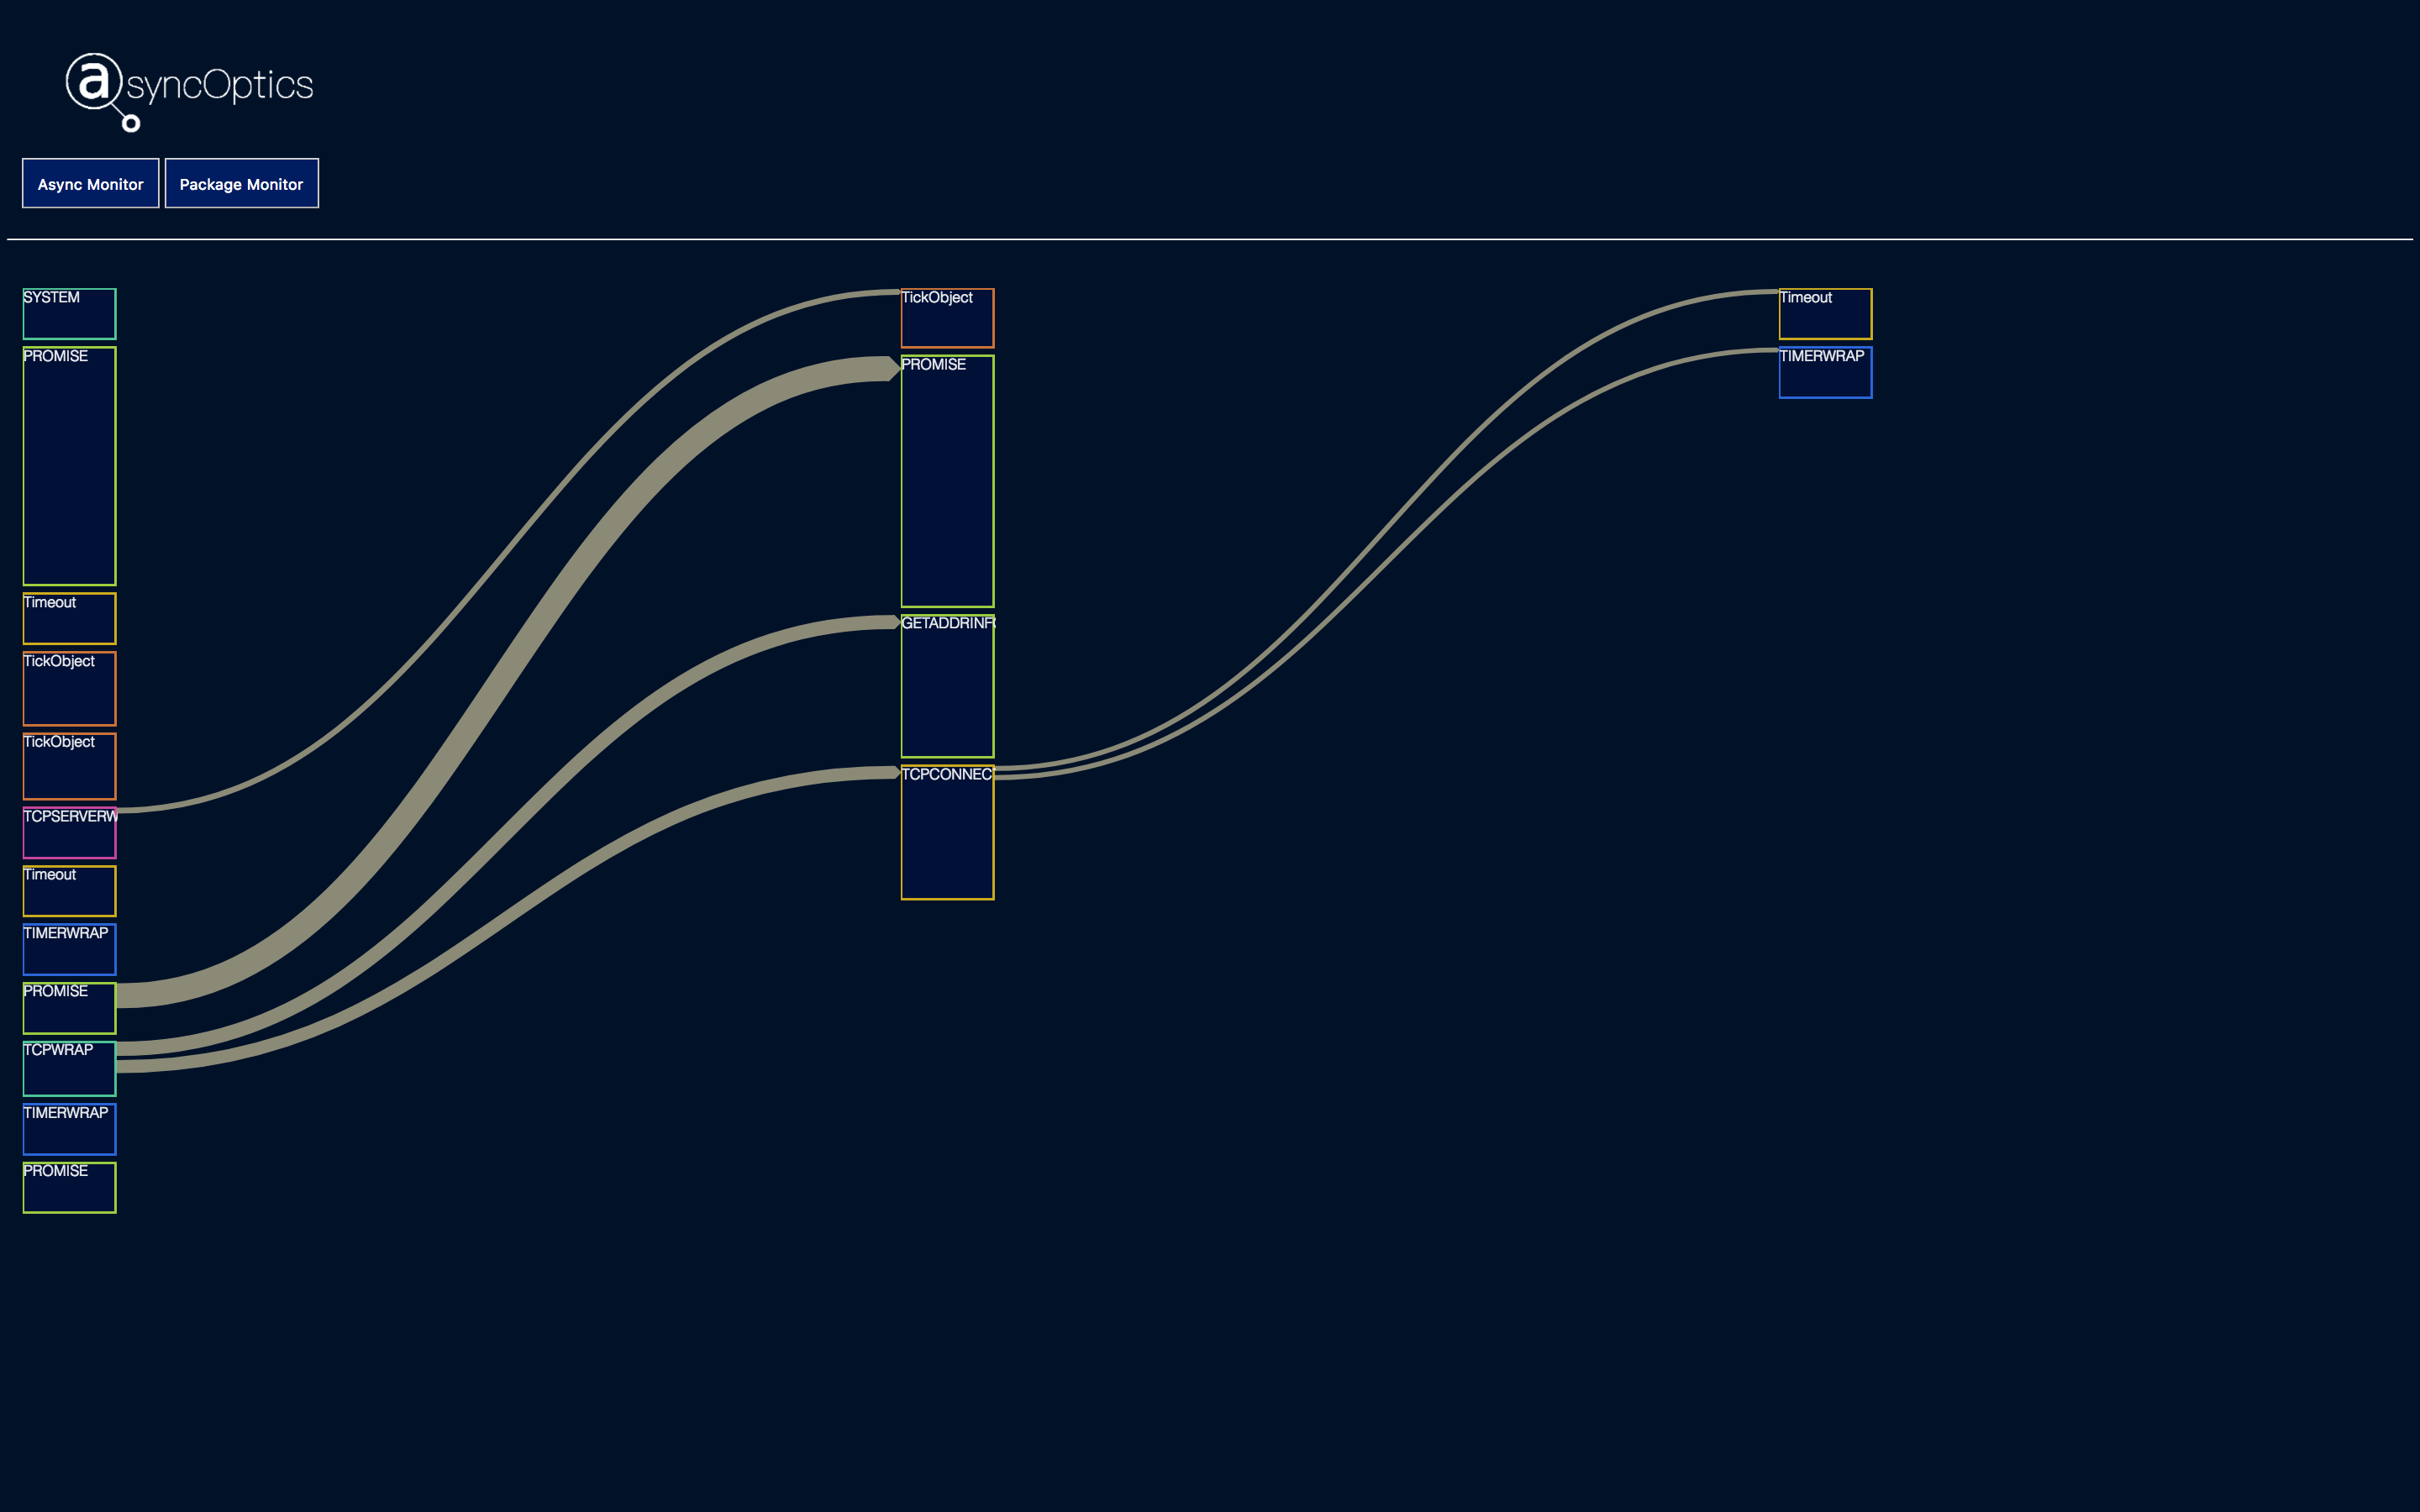 asyncOptics
Async Monitor
Package Monitor
SYSTEM
PROMISE
Timeout
TickObject
TickObject
TCPSERVERW
Timeout
TIMERWRAP
PROMISE
TCPWRAP
TIMERWRAP
PROMISE
TickObject
PROMISE
GETADDRINF
TCPCONNEC
Timeout
TIMERWRAP